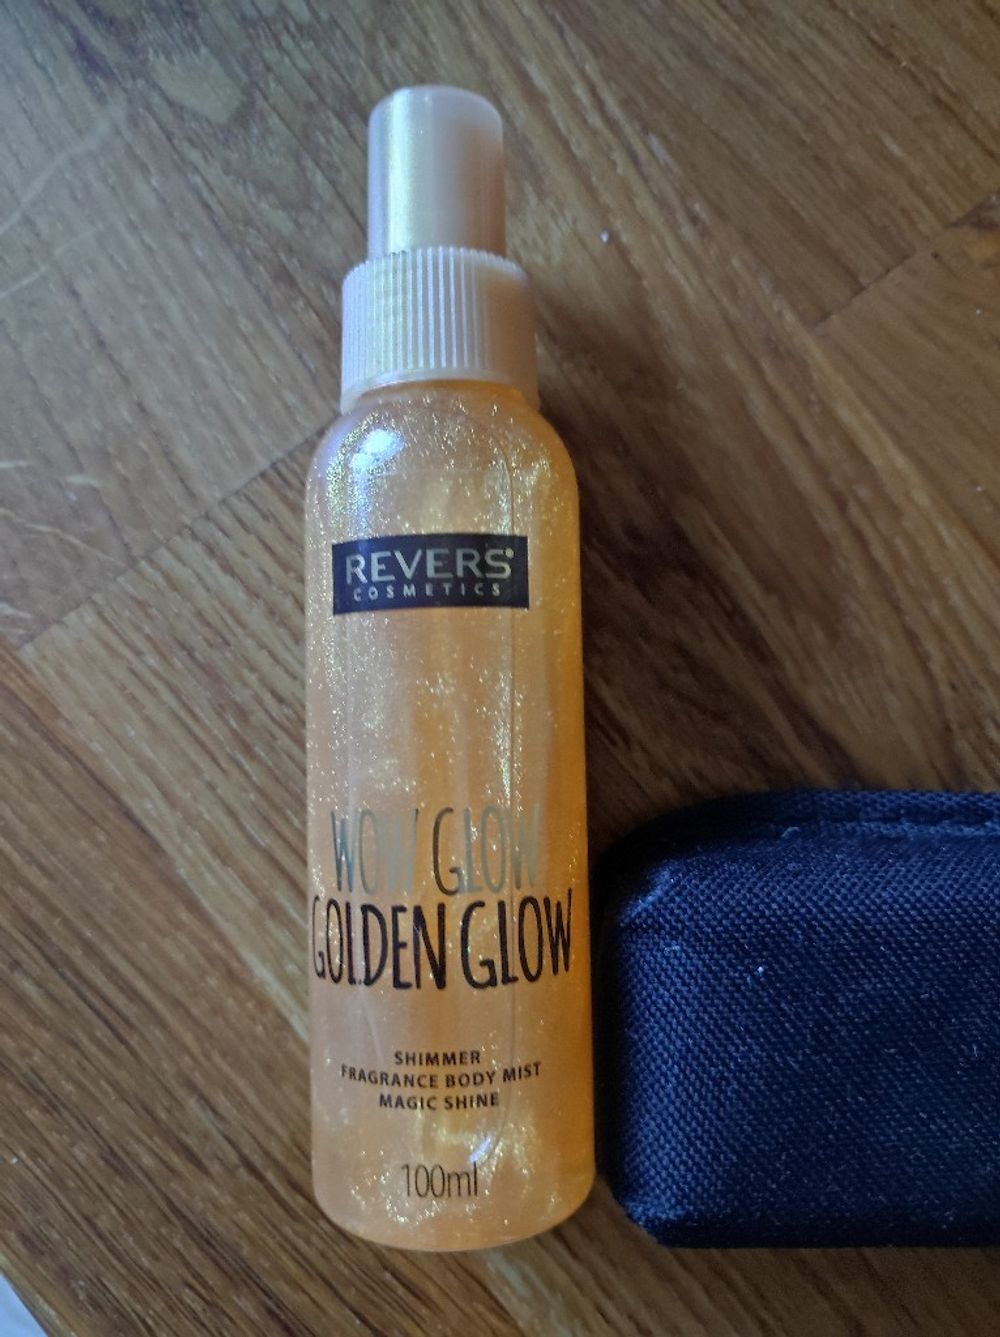 REVERS
COSMETICS
WOW GLOW
GOLDEN GLOW
SHIMMER
FRAGRANCE BODY MIST
MAGIC SHINE
100ml